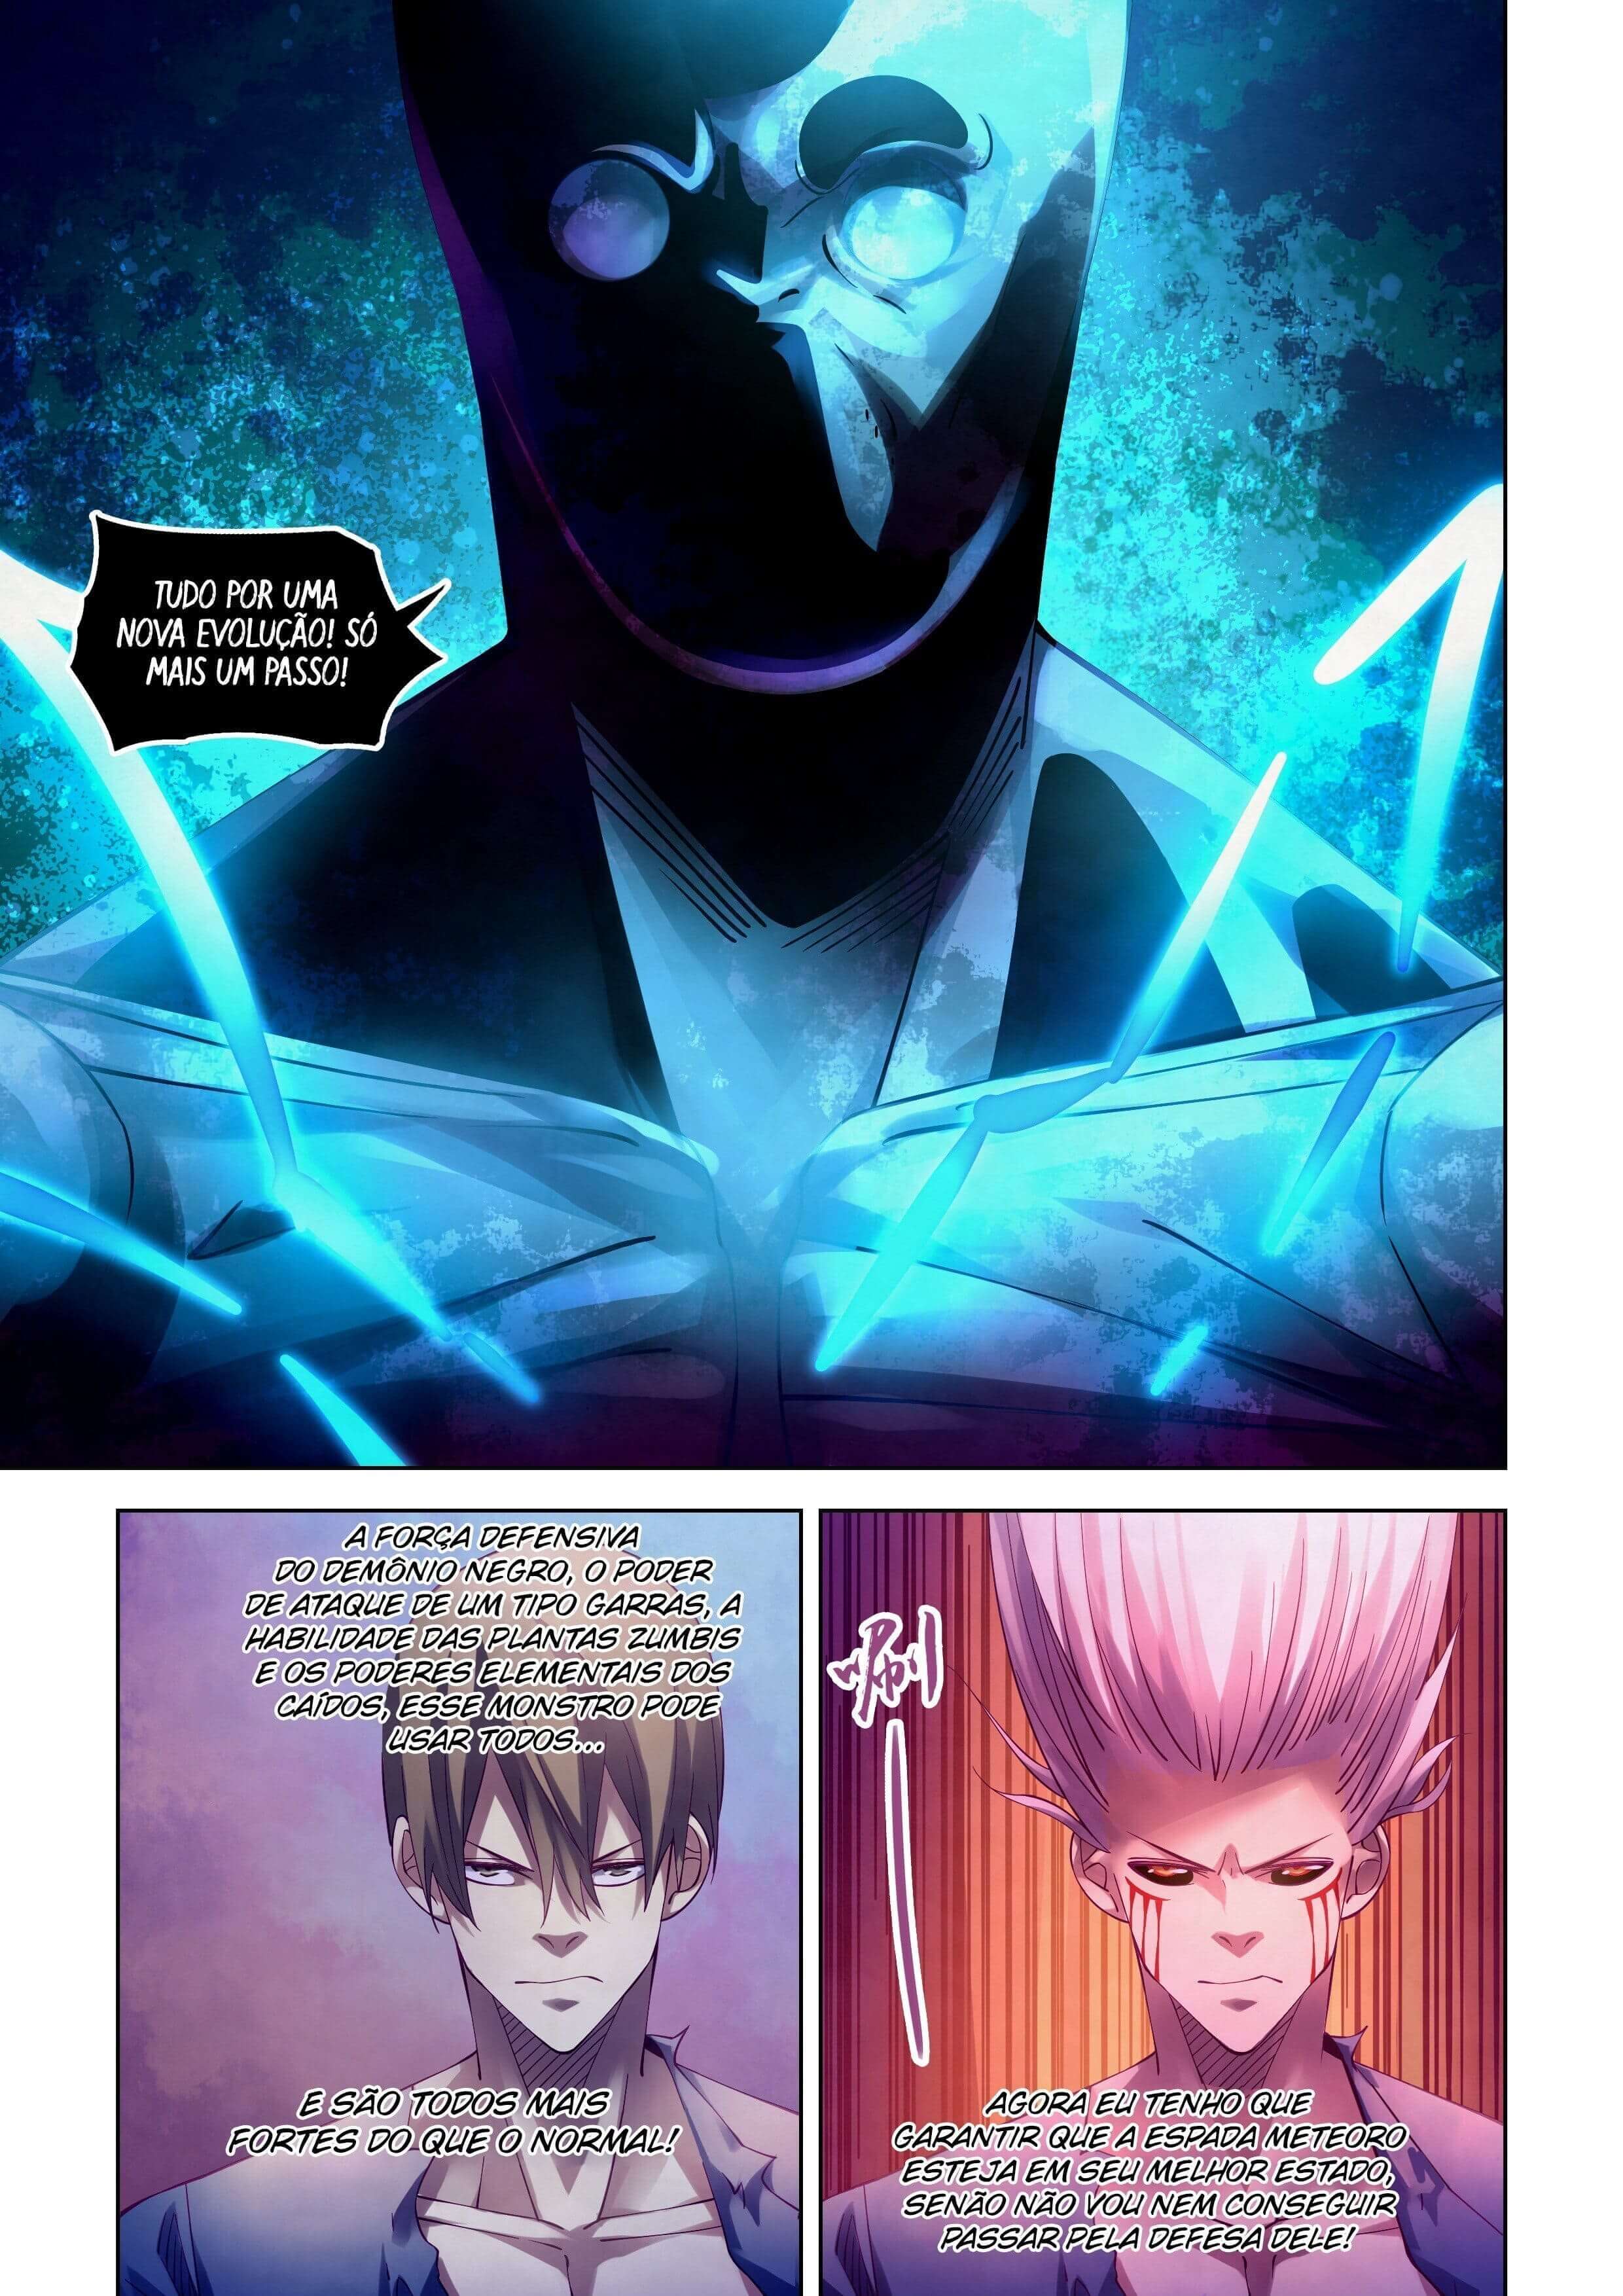 TUDO POR UMA
NOVA EVOLUÇÃO! SÓ
MAIS UM PASSO!
A FORÇA DEFENSIVA
DO DEMÔNIO NEGRO, O PODER
DE ATAQUE DE UM TIPO GARRAS, A
HABILIDADE DAS PLANTAS ZUMBIS
E OS PODERES ELEMENTAIS DOS
CAÍDOS, ESSE MONSTRO PODE
USAR TODOS...
E SÃO TODOS MAIS
FORTES DO QUE O NORMAL!
唰
AGORA EU TENHO QUE
GARANTIR QUE A ESPADA METEORO
ESTEJA EM SEU MELHOR ESTADO,
SENÃO NÃO VOU NEM CONSEGUIR
PASSAR PELA DEFESA DELE!